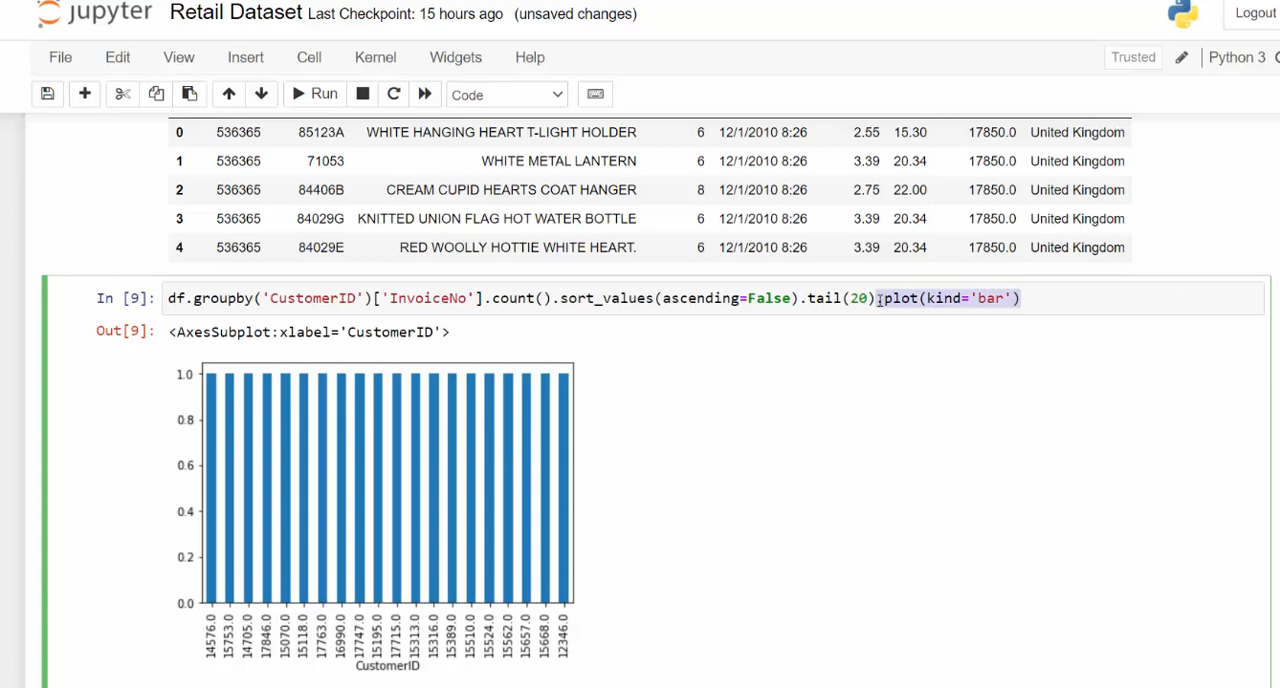 jupyter Retail Dataset Last Checkpoint: 15 hours ago (unsaved changes) Logout
File Edit View Insert Cell Kernel Widgets Help Trusted Python 3
Run Code
0 536365 85123A WHITE HANGING HEART T-LIGHT HOLDER 6 12/1/2010 8:26 2.55 15.30 17850.0 United Kingdom
1 536365 71053 WHITE METAL LANTERN 6 12/1/2010 8:26 3.39 20.34 17850.0 United Kingdom
2 536365 84406B CREAM CUPID HEARTS COAT HANGER 8 12/1/2010 8:26 2.75 22.00 17850.0 United Kingdom
3 536365 84029G KNITTED UNION FLAG HOT WATER BOTTLE 6 12/1/2010 8:26 3.39 20.34 17850.0 United Kingdom
4 536365 84029E RED WOOLLY HOTTIE WHITE HEART. 6 12/1/2010 8:26 3.39 20.34 17850.0 United Kingdom
In [9]: df.groupby('CustomerID')['InvoiceNo'].count().sort_values(ascending=False).tail(20).plot(kind='bar')
Out[9]: <AxesSubplot:xlabel='CustomerID'>
1.0
0.8
0.6
0.4
0.2
0.0
14576.0 15753.0 14705.0 17846.0 15070.0 15118.0 17763.0 16990.0 17747.0 15195.0 17715.0 15313.0 15316.0 15389.0 15510.0 15524.0 15562.0 15657.0 15668.0 12346.0
CustomerID